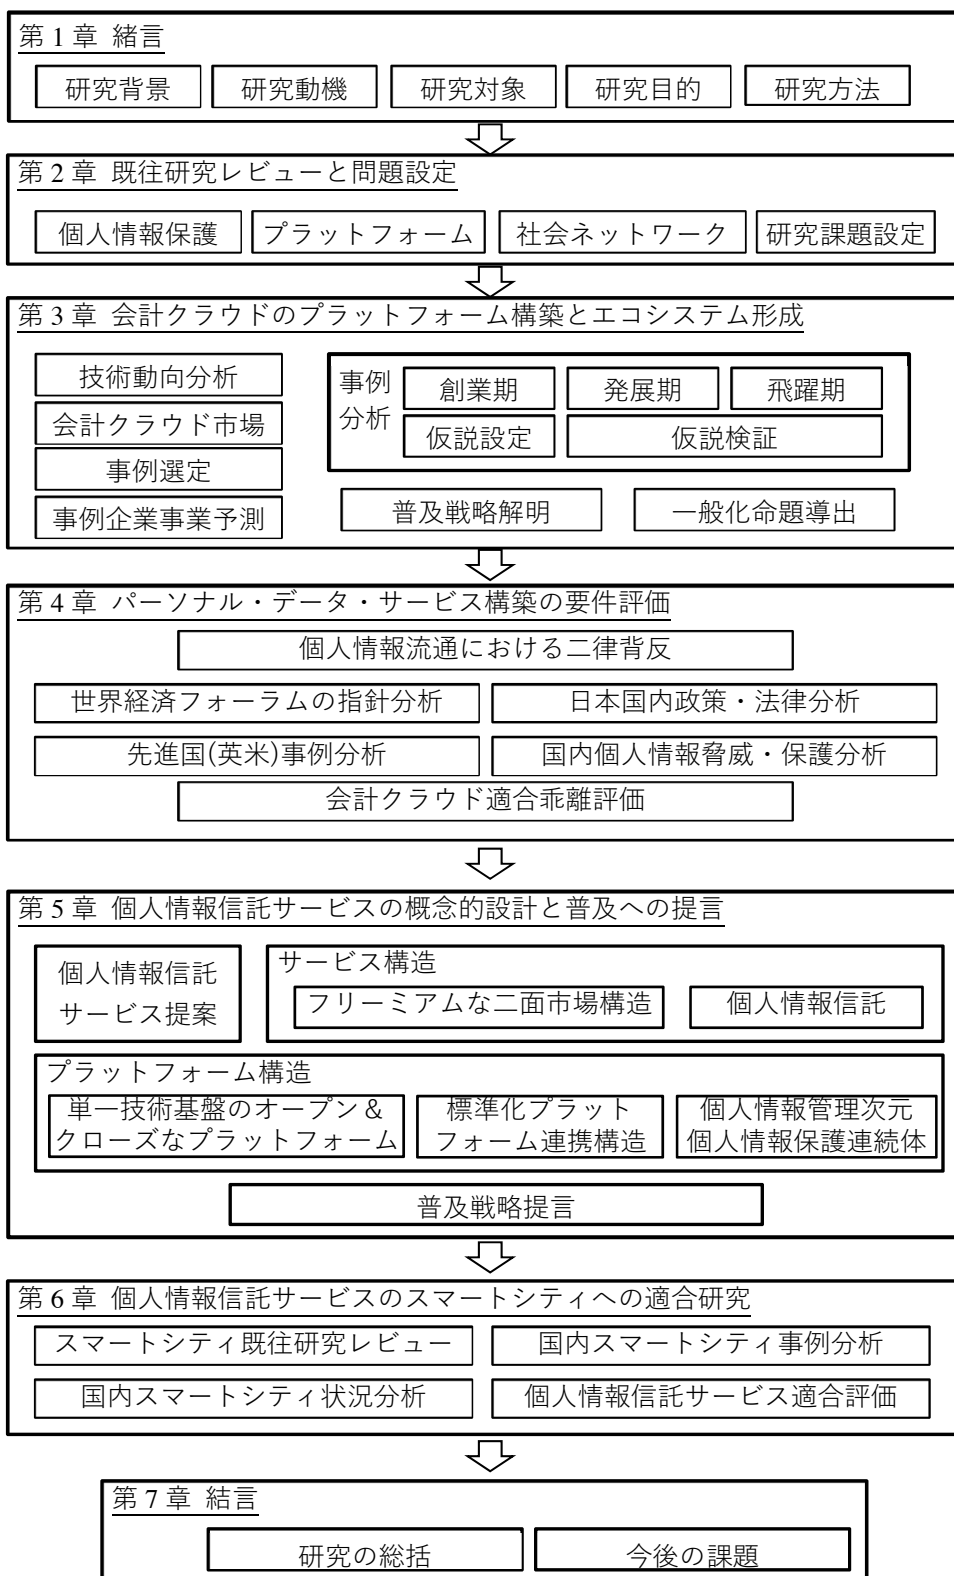 第1章 緒言
研究背景
研究動機
研究対象
研究目的
研究方法
第2章 既往研究レビューと問題設定
個人情報保護
プラットフォーム
社会ネットワーク
研究課題設定
第3章 会計クラウドのプラットフォーム構築とエコシステム形成
技術動向分析
会計クラウド市場
事例選定
事例企業事業予測
事例
分析
創業期
発展期
飛躍期
仮説設定
仮説検証
普及戦略解明
一般化命題導出
第4章 パーソナル・データ・サービス構築の要件評価
個人情報流通における二律背反
世界経済フォーラムの指針分析
日本国内政策・法律分析
先進国(英米)事例分析
国内個人情報脅威・保護分析
会計クラウド適合乖離評価
第5章 個人情報信託サービスの概念的設計と普及への提言
個人情報信託
サービス提案
サービス構造
フリーミアムな二面市場構造
個人情報信託
プラットフォーム構造
単一技術基盤のオープン＆
クローズなプラットフォーム
標準化プラット
フォーム連携構造
個人情報管理次元
個人情報保護連続体
普及戦略提言
第6章 個人情報信託サービスのスマートシティへの適合研究
スマートシティ既往研究レビュー
国内スマートシティ事例分析
国内スマートシティ状況分析
個人情報信託サービス適合評価
第7章 結言
研究の総括
今後の課題